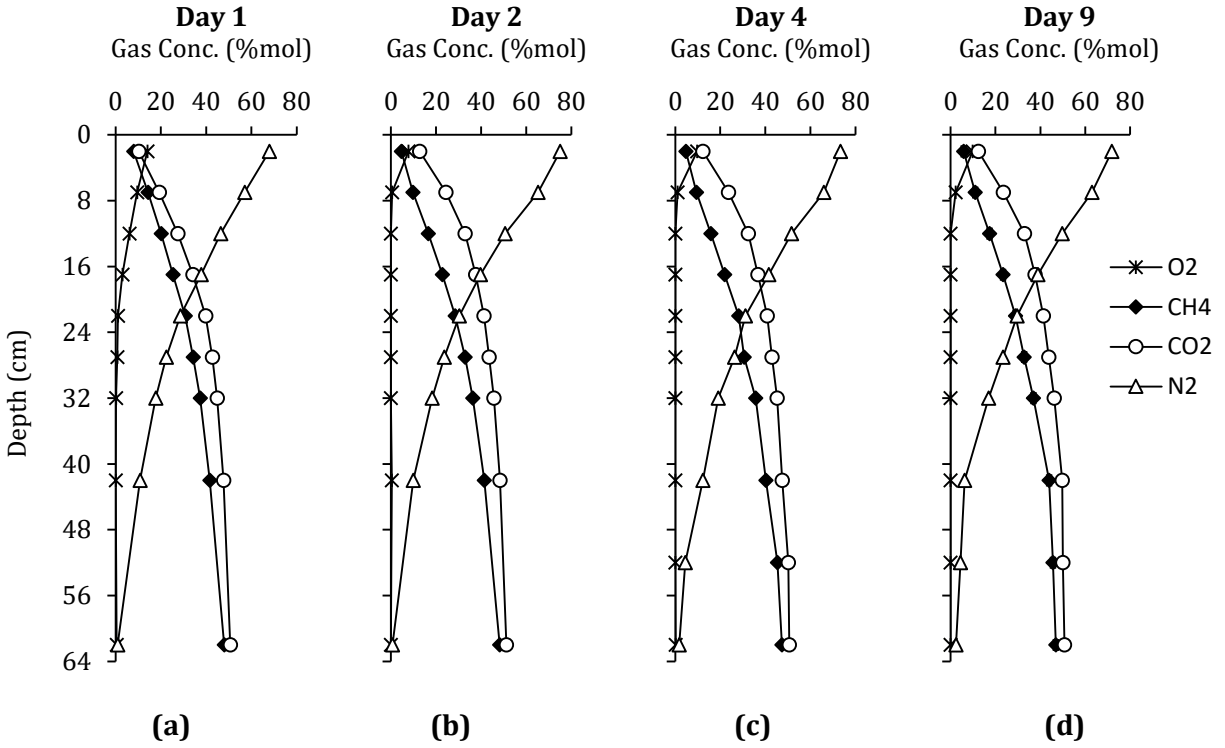 Day 1
Gas Conc. (%mol)
0 20 40 60 80
Day 2
Gas Conc. (%mol)
0 20 40 60 80
Day 4
Gas Conc. (%mol)
0 20 40 60 80
Day 9
Gas Conc. (%mol)
0 20 40 60 80
Depth (cm)
0
8
16
24
32
40
48
56
64
O2
CH4
CO2
N2
(a)
(b)
(c)
(d)